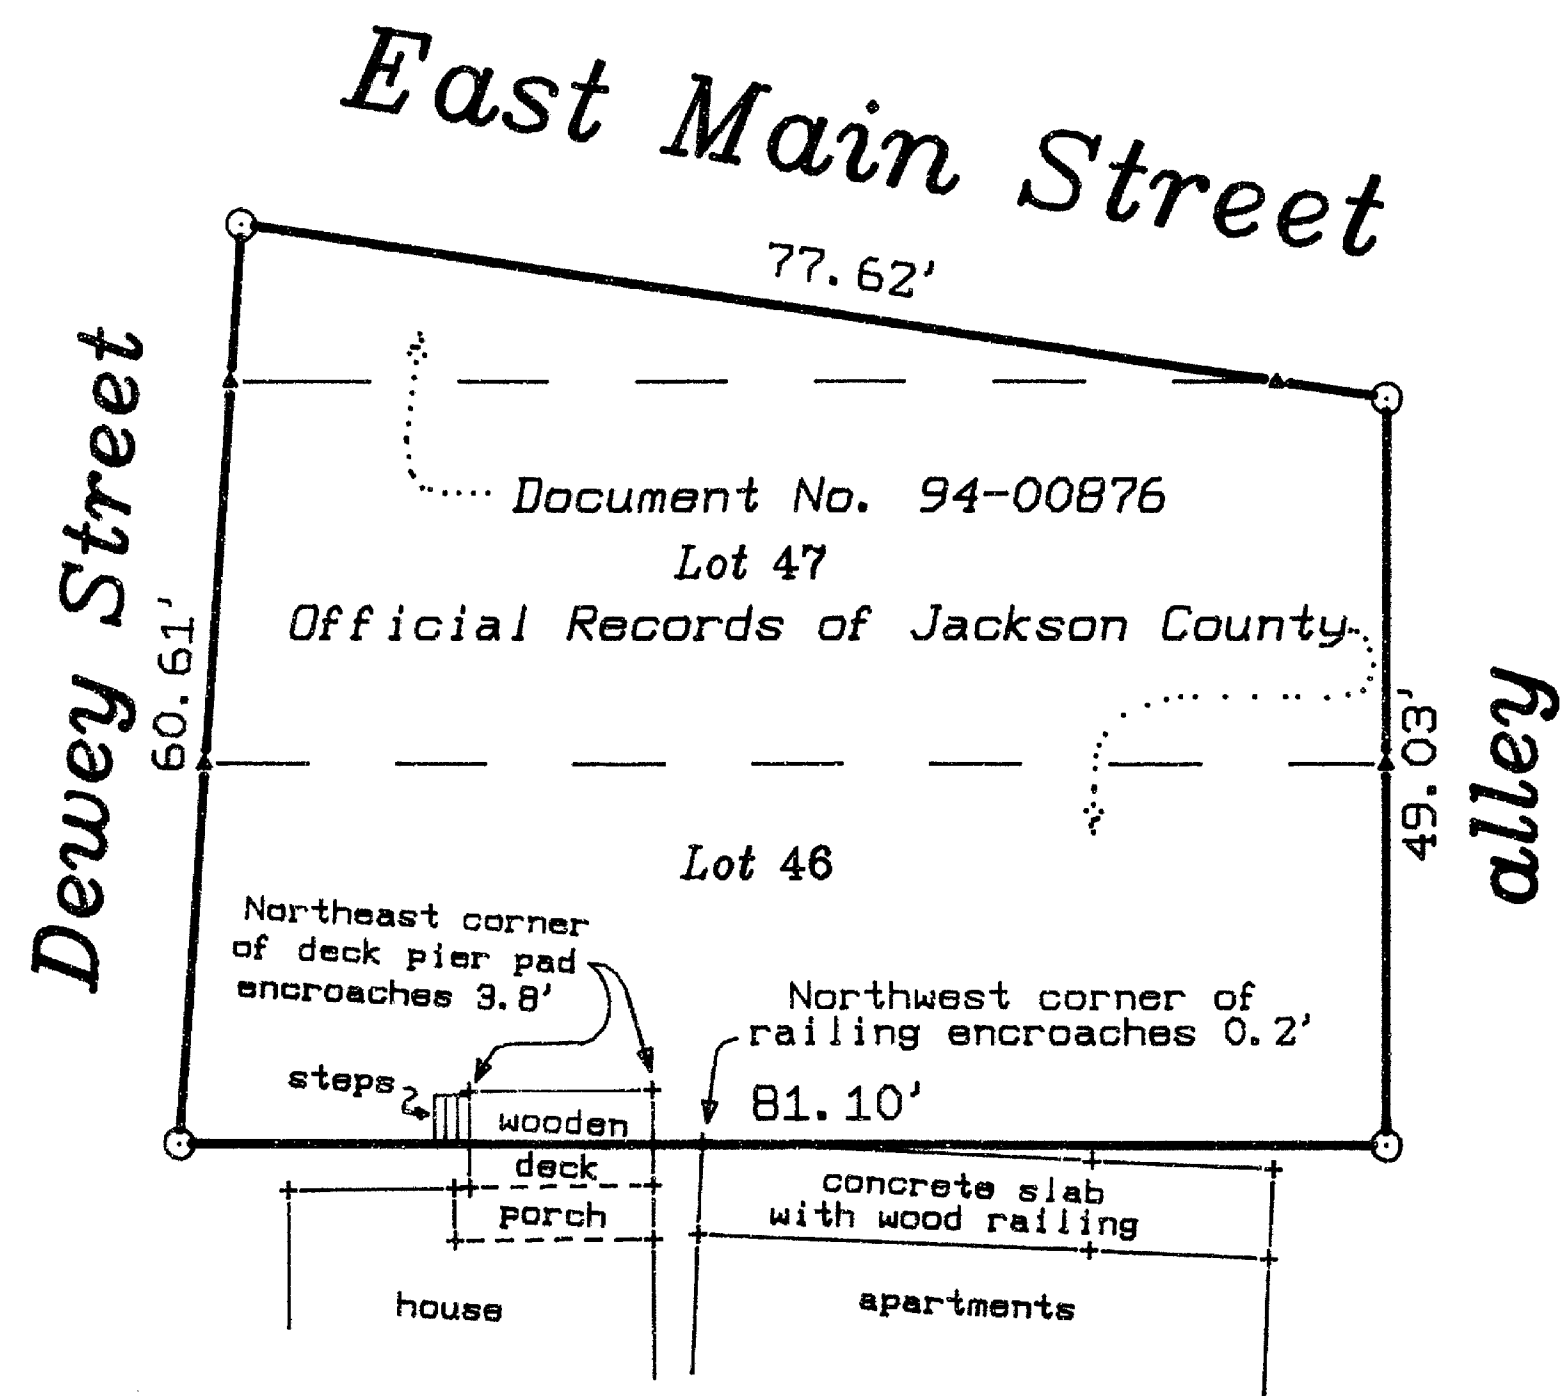 East Main Street
77.62'
Dewey Street
60.61'
Document No. 94-00876
Lot 47
Official Records of Jackson County
49.03'
alley
Lot 46
Northeast corner
of deck pier pad
encroaches 3.8'
Northwest corner of
railing encroaches 0.2'
steps
81.10'
wooden
deck
porch
concrete slab
with wood railing
house
apartments